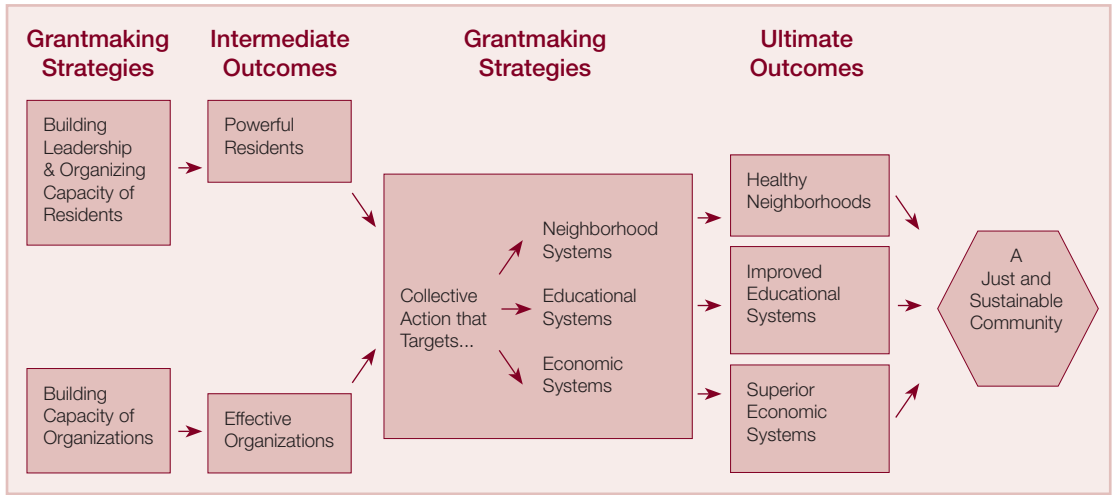 Grantmaking
Strategies
Intermediate
Outcomes
Grantmaking
Strategies
Ultimate
Outcomes
Building
Leadership
& Organizing
Capacity of
Residents
Powerful
Residents
Building
Capacity of
Organizations
Effective
Organizations
Collective
Action that
Targets...
Neighborhood
Systems
Educational
Systems
Economic
Systems
Healthy
Neighborhoods
Improved
Educational
Systems
Superior
Economic
Systems
A
Just and
Sustainable
Community